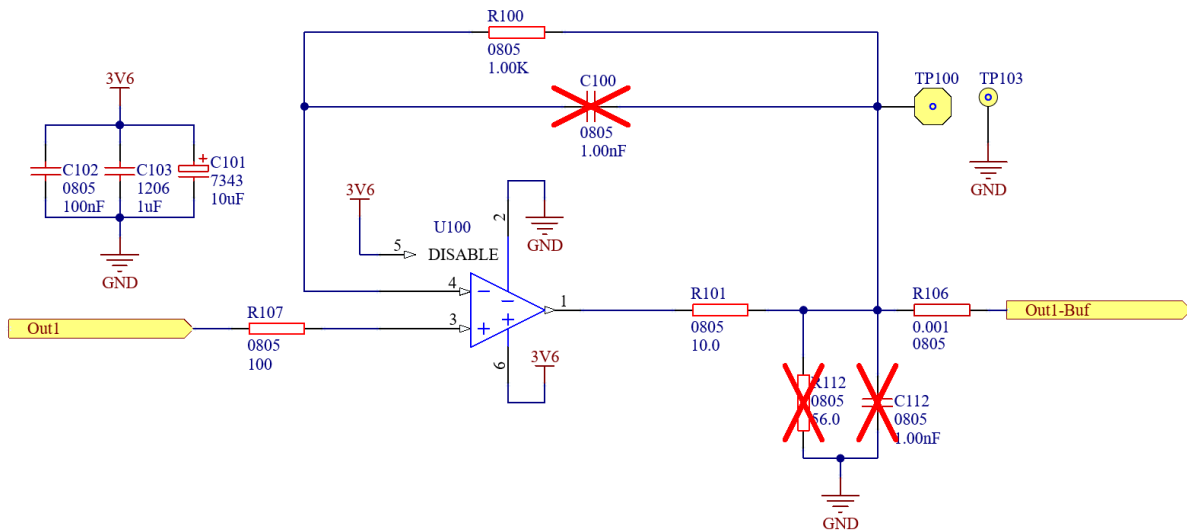 R100
0805
1.00K
C100
0805
1.00nF
TP100
TP103
GND
3V6
C102
0805
100nF
C103
1206
1uF
+
C101
7343
10uF
GND
3V6
5
DISABLE
U100
2
GND
4
3
1
6
3V6
Out1
R107
0805
100
R101
0805
10.0
R106
0.001
0805
Out1-Buf
R112
0805
56.0
C112
0805
1.00nF
GND